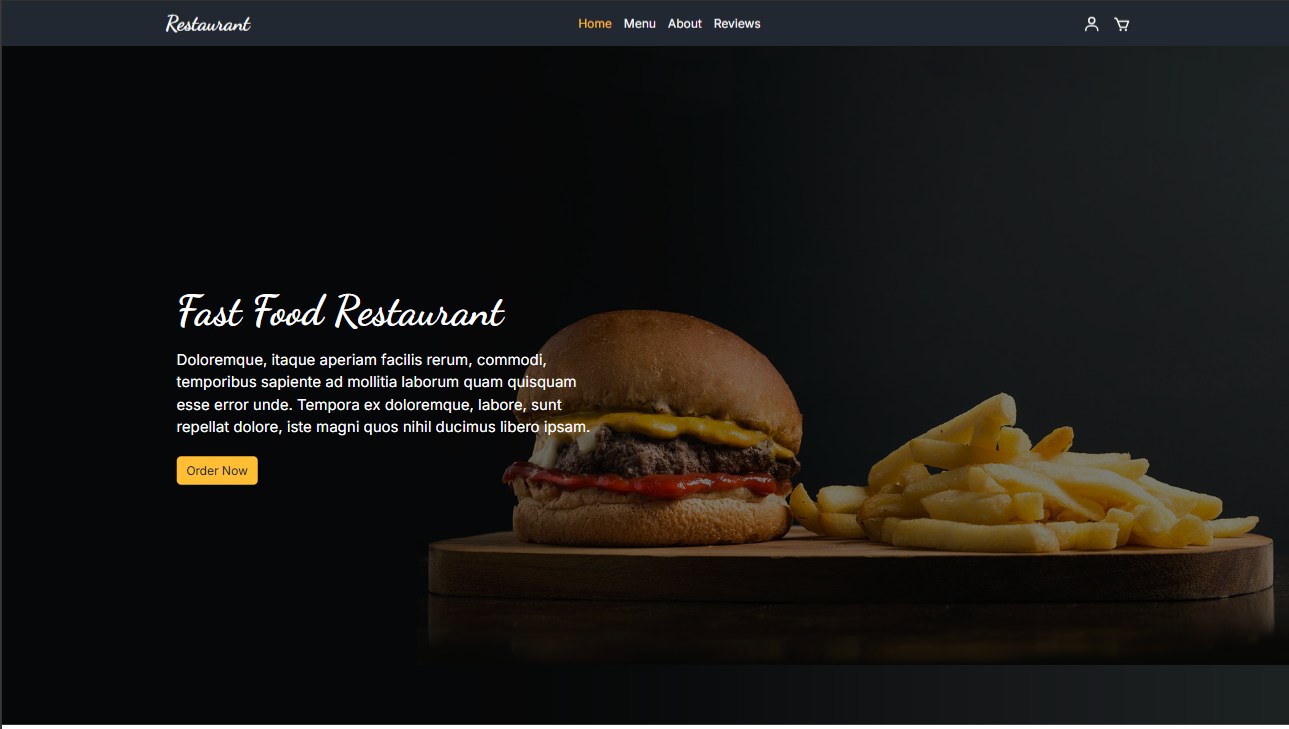 Restaurant
Home Menu About Reviews
Fast Food Restaurant
Doloremque, itaque aperiam facilis rerum, commodi,
temporibus sapiente ad mollitia laborum quam quisquam
esse error unde. Tempora ex doloremque, labore, sunt
repellat dolore, iste magni quos nihil ducimus libero ipsam.
Order Now